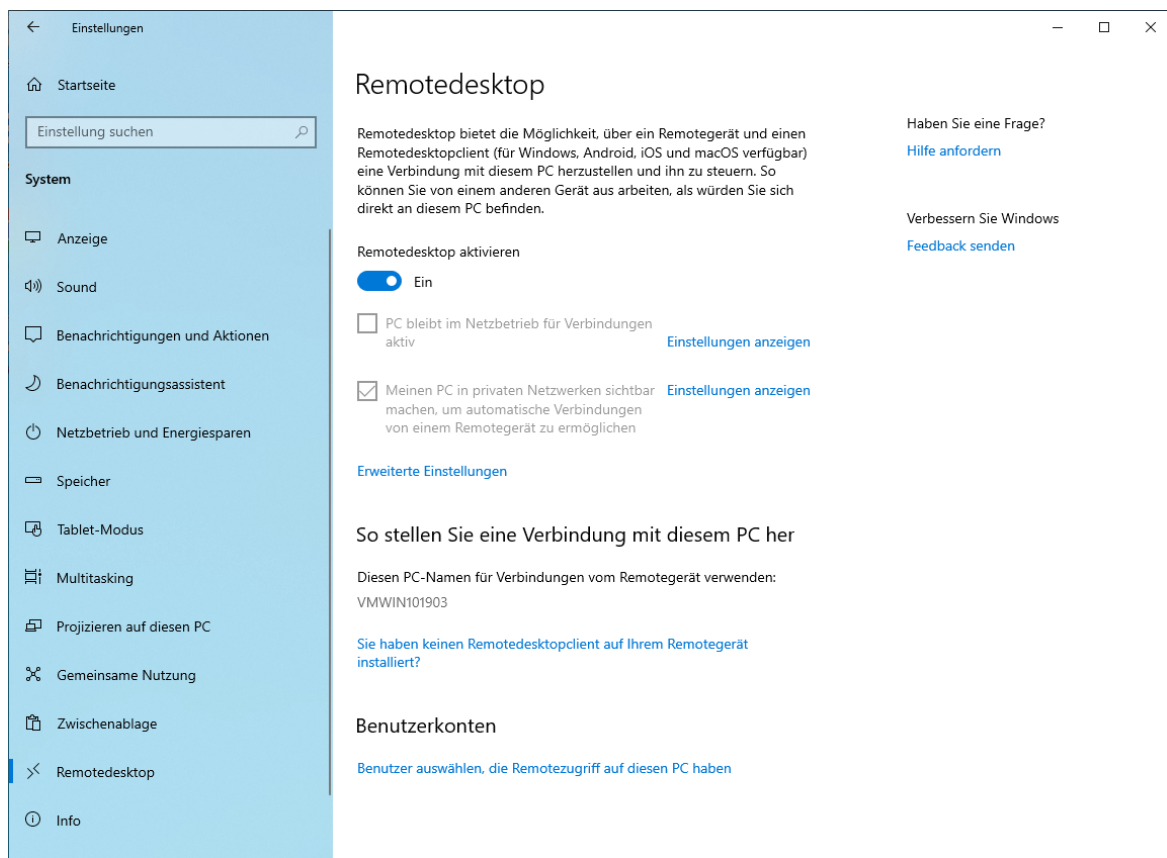 Einstellungen
Startseite
Einstellung suchen
System
Anzeige
Sound
Benachrichtigungen und Aktionen
Benachrichtigungsassistent
Netzbetrieb und Energiesparen
Speicher
Tablet-Modus
Multitasking
Projizieren auf diesen PC
Gemeinsame Nutzung
Zwischenablage
Remotedesktop
Info
Remotedesktop
Remotedesktop bietet die Möglichkeit, über ein Remotegerät und einen
Remotedesktopclient (für Windows, Android, iOS und macOS verfügbar)
eine Verbindung mit diesem PC herzustellen und ihn zu steuern. So
können Sie von einem anderen Gerät aus arbeiten, als würden Sie sich
direkt an diesem PC befinden.
Remotedesktop aktivieren
Ein
PC bleibt im Netzbetrieb für Verbindungen
aktiv
Einstellungen anzeigen
Meinen PC in privaten Netzwerken sichtbar
machen, um automatische Verbindungen
von einem Remotegerät zu ermöglichen
Einstellungen anzeigen
Erweiterte Einstellungen
So stellen Sie eine Verbindung mit diesem PC her
Diesen PC-Namen für Verbindungen vom Remotegerät verwenden:
VMWIN101903
Sie haben keinen Remotedesktopclient auf Ihrem Remotegerät
installiert?
Benutzerkonten
Benutzer auswählen, die Remotezugriff auf diesen PC haben
Haben Sie eine Frage?
Hilfe anfordern
Verbessern Sie Windows
Feedback senden